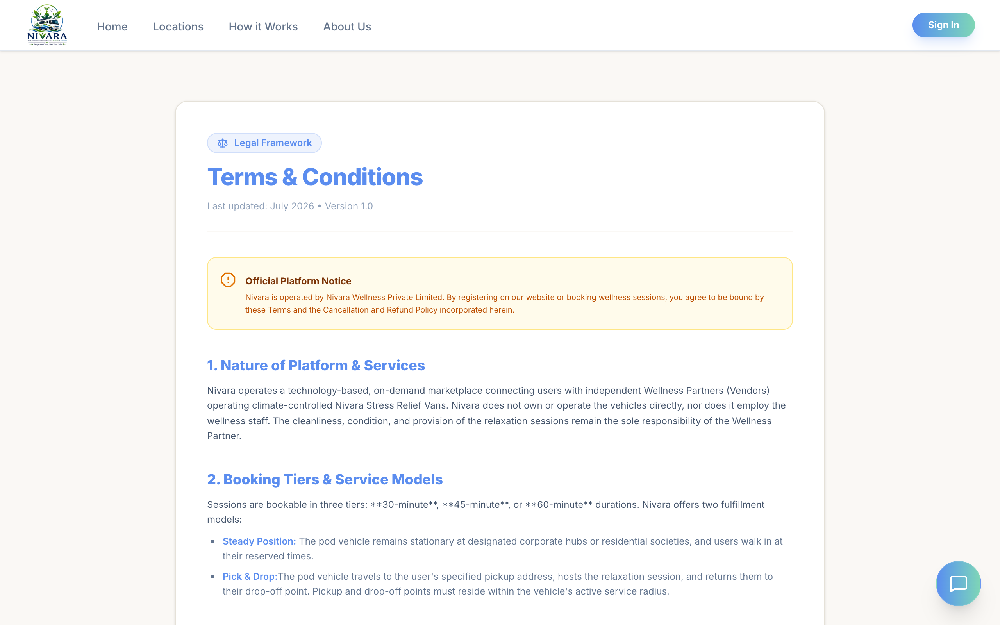 NIVARA
Home
Locations
How it Works
About Us
Sign In
Legal Framework
Terms & Conditions
Last updated: July 2026 • Version 1.0
Official Platform Notice
Nivara is operated by Nivara Wellness Private Limited. By registering on our website or booking wellness sessions, you agree to be bound by
these Terms and the Cancellation and Refund Policy incorporated herein.
1. Nature of Platform & Services
Nivara operates a technology-based, on-demand marketplace connecting users with independent Wellness Partners (Vendors)
operating climate-controlled Nivara Stress Relief Vans. Nivara does not own or operate the vehicles directly, nor does it employ the
wellness staff. The cleanliness, condition, and provision of the relaxation sessions remain the sole responsibility of the Wellness
Partner.
2. Booking Tiers & Service Models
Sessions are bookable in three tiers: **30-minute**, **45-minute**, or **60-minute** durations. Nivara offers two fulfillment
models:
• Steady Position: The pod vehicle remains stationary at designated corporate hubs or residential societies, and users walk in at
their reserved times.
• Pick & Drop:The pod vehicle travels to the user's specified pickup address, hosts the relaxation session, and returns them to
their drop-off point. Pickup and drop-off points must reside within the vehicle's active service radius.